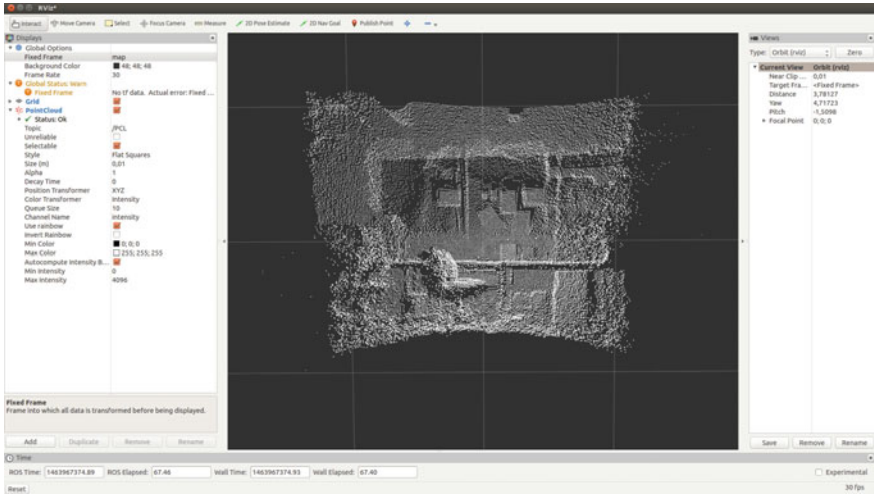 RViz*
Interact Move Camera Select Focus Camera Measure 2D Pose Estimate 2D Nav Goal Publish Point
Displays
Global Options
Fixed Frame map
Background Color 48; 48; 48
Frame Rate 30
Global Status: Warn
Fixed Frame No tf data. Actual error: Fixed ...
Grid
PointCloud
Status: Ok
Topic /PCL
Unreliable
Selectable
Style Flat Squares
Size (m) 0,01
Alpha 1
Decay Time 0
Position Transformer XYZ
Color Transformer Intensity
Queue Size 10
Channel Name intensity
Use rainbow
Invert Rainbow
Min Color 0; 0; 0
Max Color 255; 255; 255
Autocompute Intensity B...
Min Intensity 0
Max Intensity 4096
Fixed Frame
Frame into which all data is transformed before being displayed.
Add Duplicate Remove Rename
Views
Type: Orbit (rviz) Zero
Current View Orbit (rviz)
Near Clip ... 0,01
Target Fra... <Fixed Frame>
Distance 3,78127
Yaw 4,71723
Pitch -1,5098
Focal Point 0; 0; 0
Save Remove Rename
Time
ROS Time: 1463967374.89 ROS Elapsed: 67.46 Wall Time: 1463967374.93 Wall Elapsed: 67.40 Experimental
Reset 30 fps